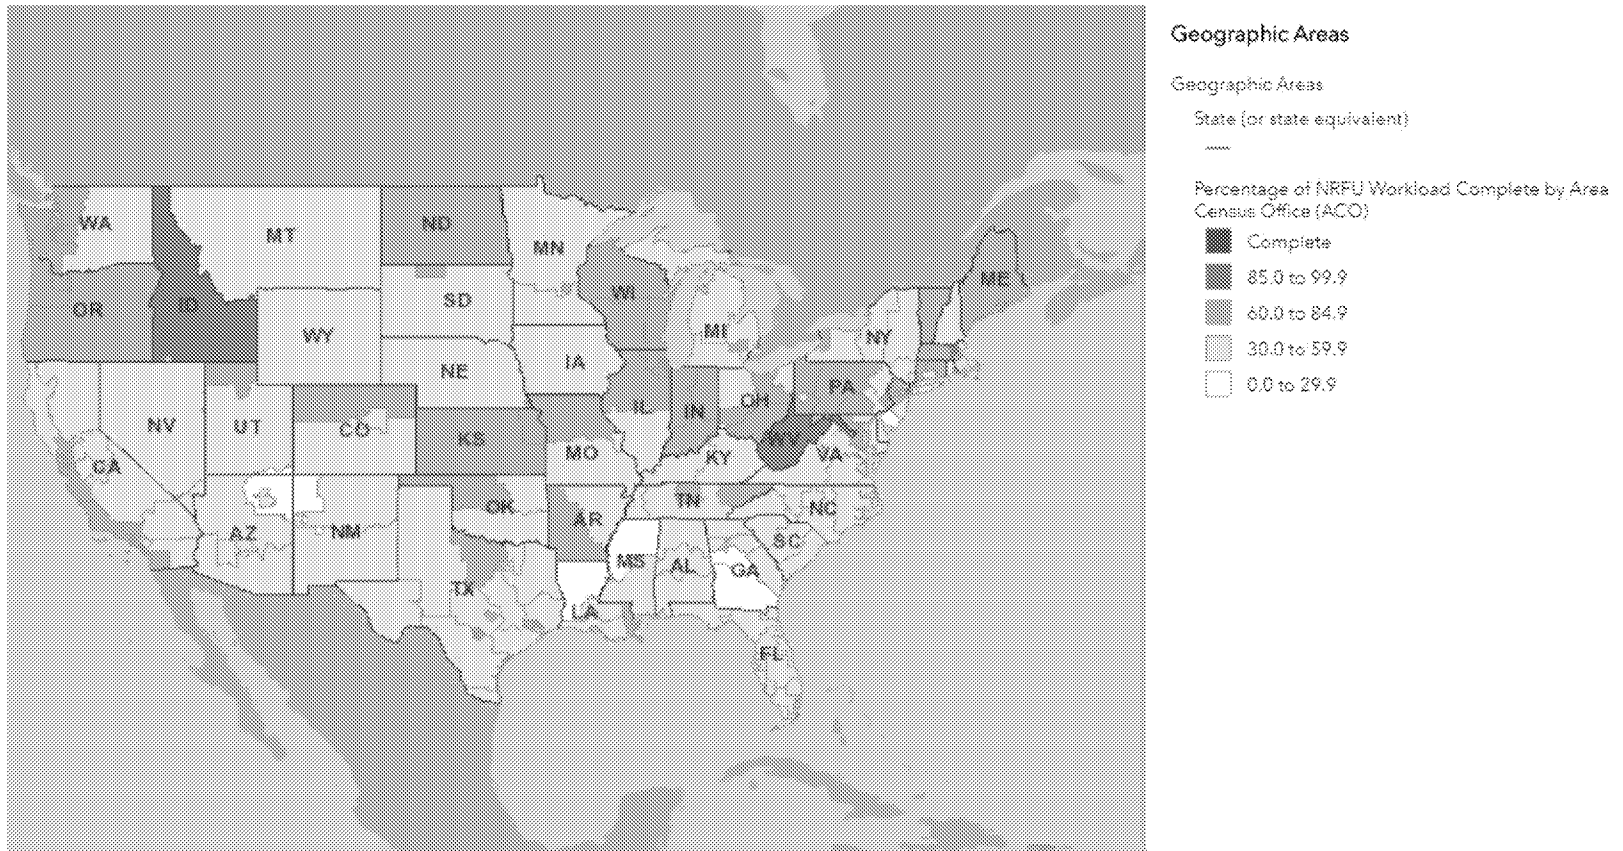 Geographic Areas
Geographic Areas
State (or state equivalent)
Percentage of NRFU Workload Complete by Area
Census Office (ACO)
Complete
85.0 to 99.9
60.0 to 84.9
30.0 to 59.9
0.0 to 29.9
WA
MT
ND
MN
ME
OR
ID
SD
WI
WY
MI
NY
NE
IA
PA
NV
UT
CO
KS
IL
IN
OH
CA
MO
KY
WV
VA
AZ
NM
OK
AR
TN
NC
SC
TX
LA
MS
AL
GA
FL